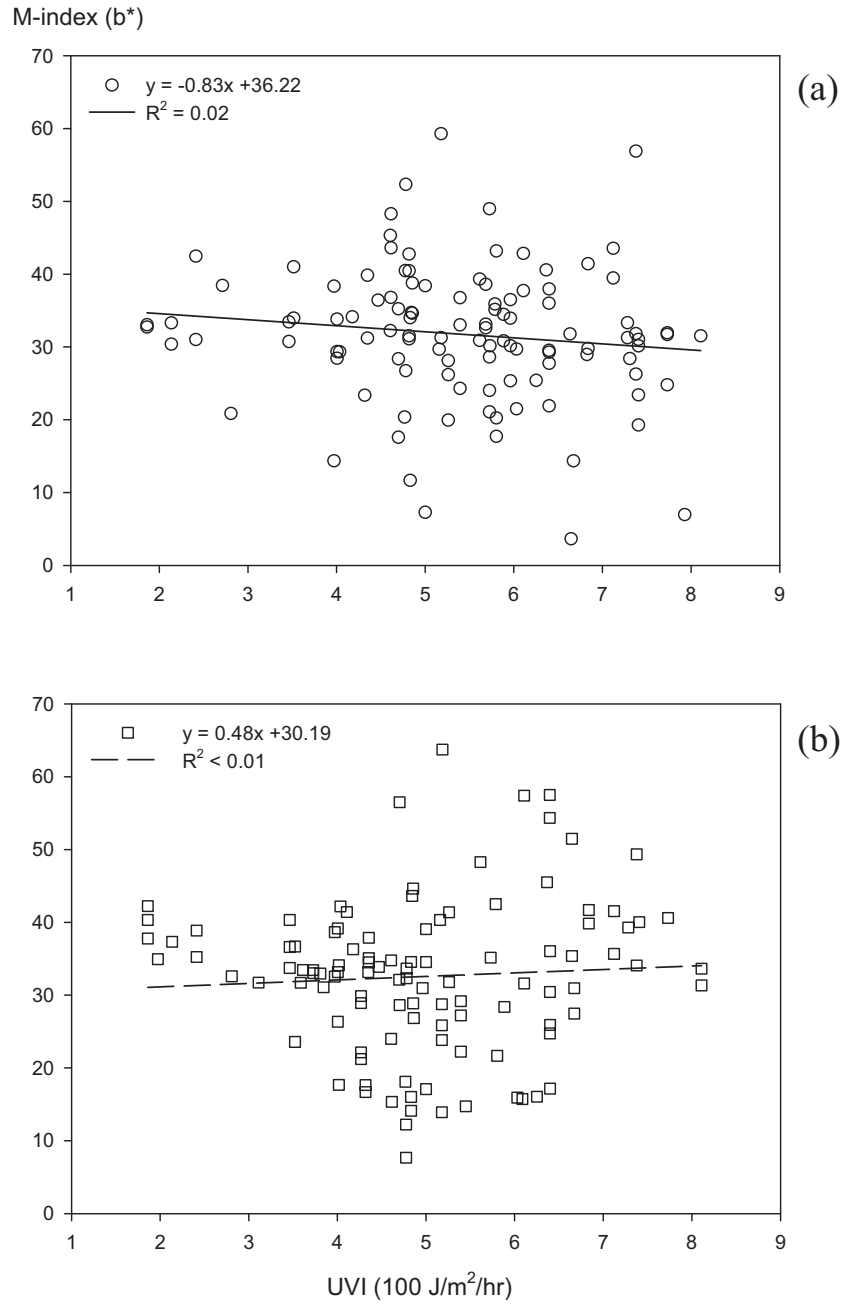 M-index (b*)
70
y = -0.83x +36.22
R² = 0.02
(a)
60
50
40
30
20
10
0
1 2 3 4 5 6 7 8 9
70
y = 0.48x +30.19
R² < 0.01
(b)
60
50
40
30
20
10
0
1 2 3 4 5 6 7 8 9
UVI (100 J/m²/hr)